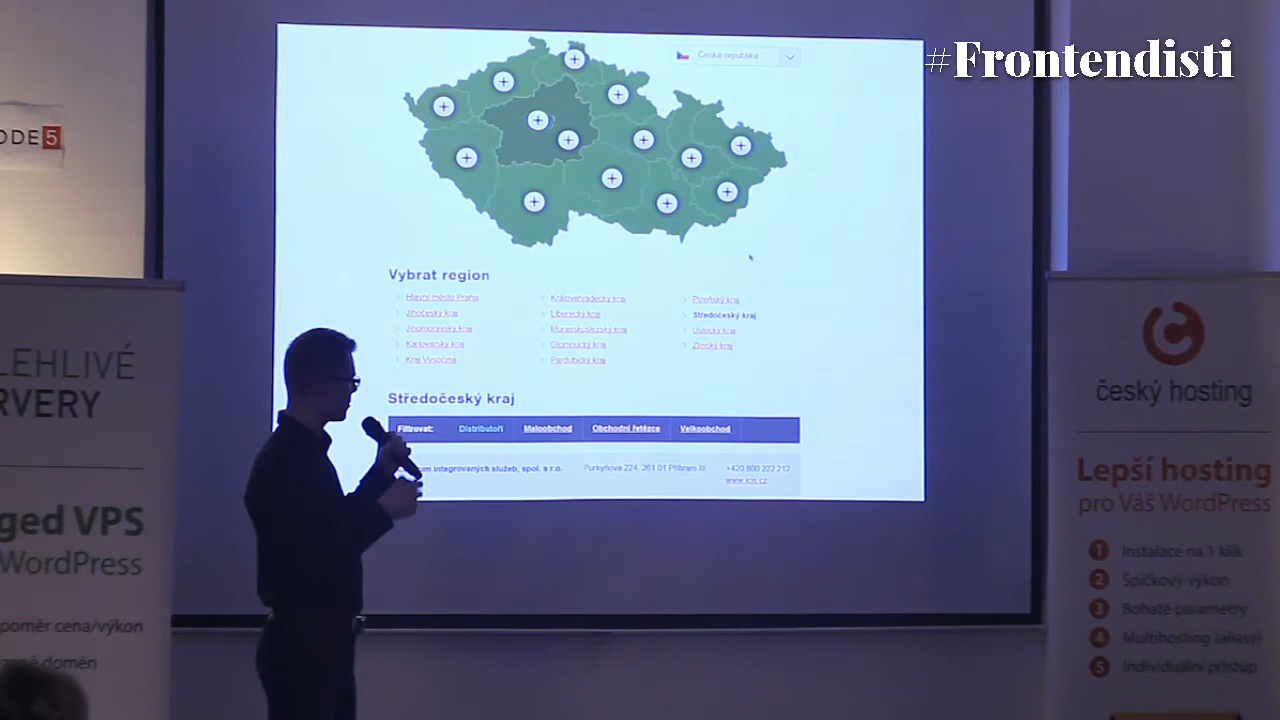 #Frontendisti
Česká republika
ODE5
Vybrat region
Hlavní město Praha
Jihočeský kraj
Jihomoravský kraj
Karlovarský kraj
Kraj Vysočina
Královéhradecký kraj
Liberecký kraj
Moravskoslezský kraj
Olomoucký kraj
Pardubický kraj
Plzeňský kraj
Středočeský kraj
Ústecký kraj
Zlínský kraj
Středočeský kraj
Filtrovat: Distributoři Maloobchod Obchodní řetězce Velkoobchod
um integrovaných služeb, spol. s r.o. Purkyňova 224, 261 01 Příbram III. +420 800 222 212
LEHLIVÉ
RVERY
ged VPS
WordPress
poměr cena/výkon
domén
český hosting
Lepší hosting
pro Váš WordPress
1 Instalace na 1 klik
2 Špičkový výkon
3 Bohaté parametry
4 Multihosting (aliasy)
5 Individuální přístup